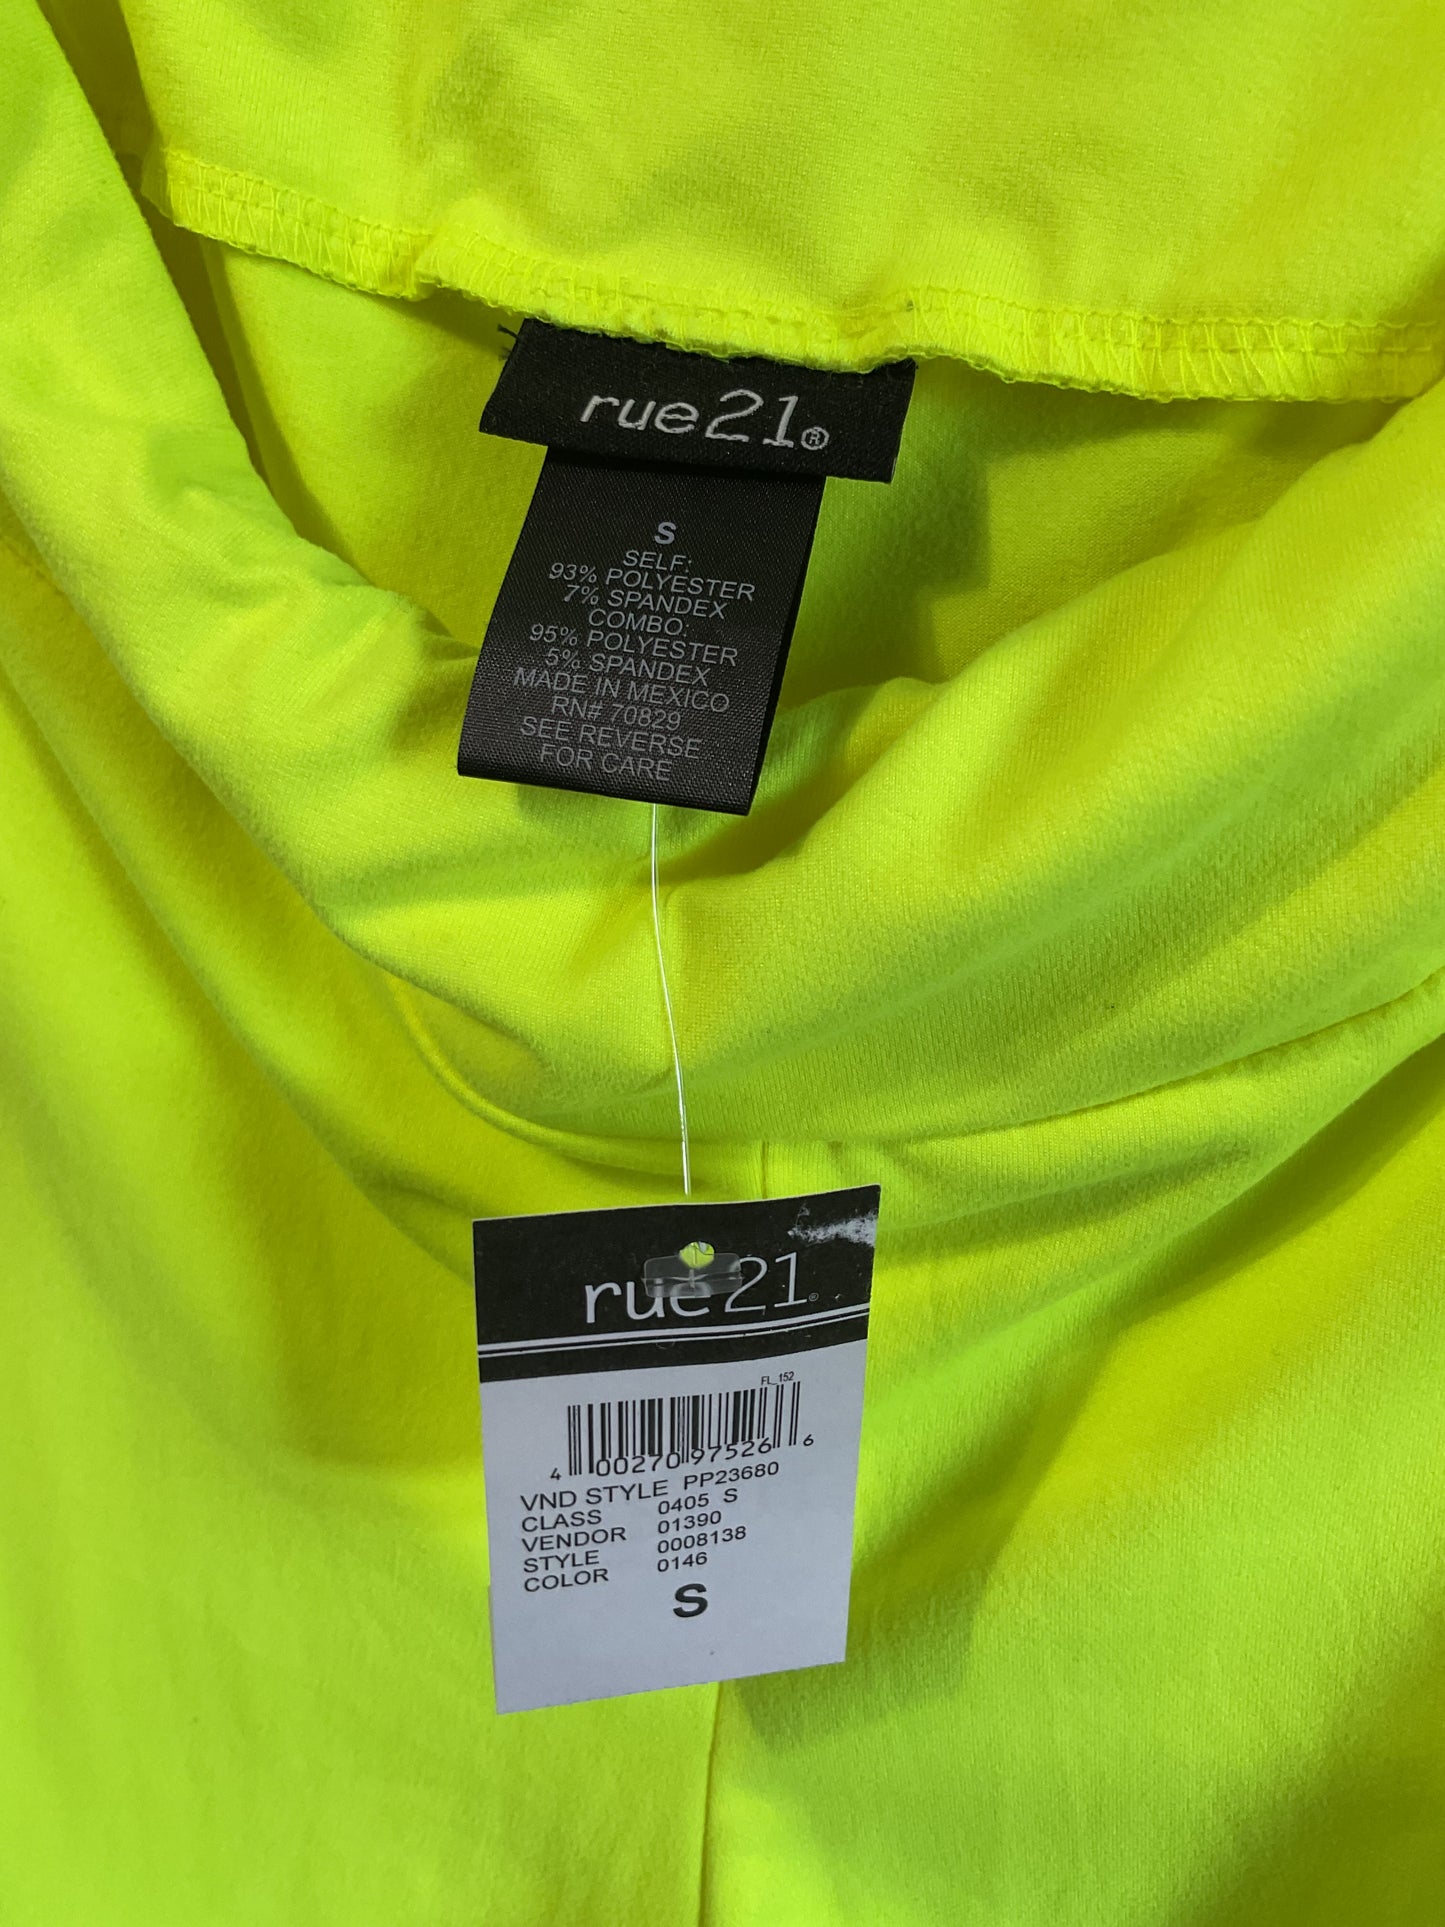 rue21®
S
SELF:
93% POLYESTER
7% SPANDEX
COMBO:
95% POLYESTER
5% SPANDEX
MADE IN MEXICO
RN# 70829
SEE REVERSE
FOR CARE
rue21®
FL_152
4 00270 97526 6
VND STYLE PP23680
CLASS 0405 S
VENDOR 01390
STYLE 0008138
COLOR 0146
S